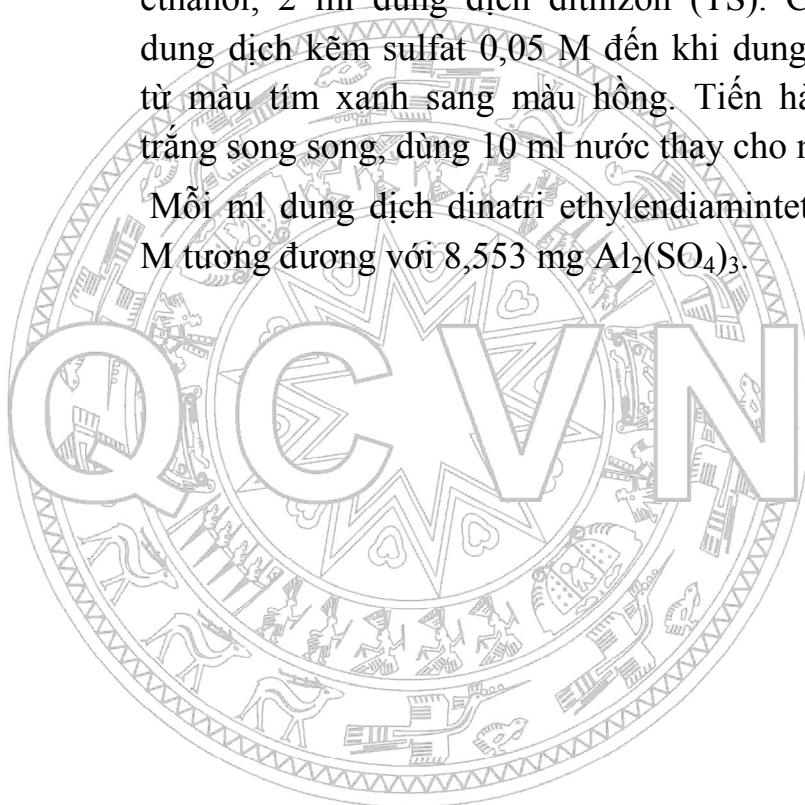 ethanol, 2 ml dung dịch dithizon (TS). C
dung dịch kẽm sulfat 0,05 M đến khi dung
từ màu tím xanh sang màu hồng. Tiến hà
trắng song song, dùng 10 ml nước thay cho
Mỗi ml dung dịch dinatri ethylendiamintet
M tương đương với 8,553 mg Al₂(SO₄)₃.
QCVN